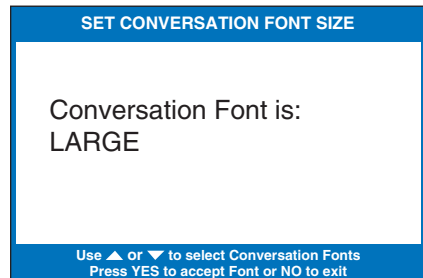 SET CONVERSATION FONT SIZE
Conversation Font is:
LARGE
Use ▲ or ▼ to select Conversation Fonts
Press YES to accept Font or NO to exit